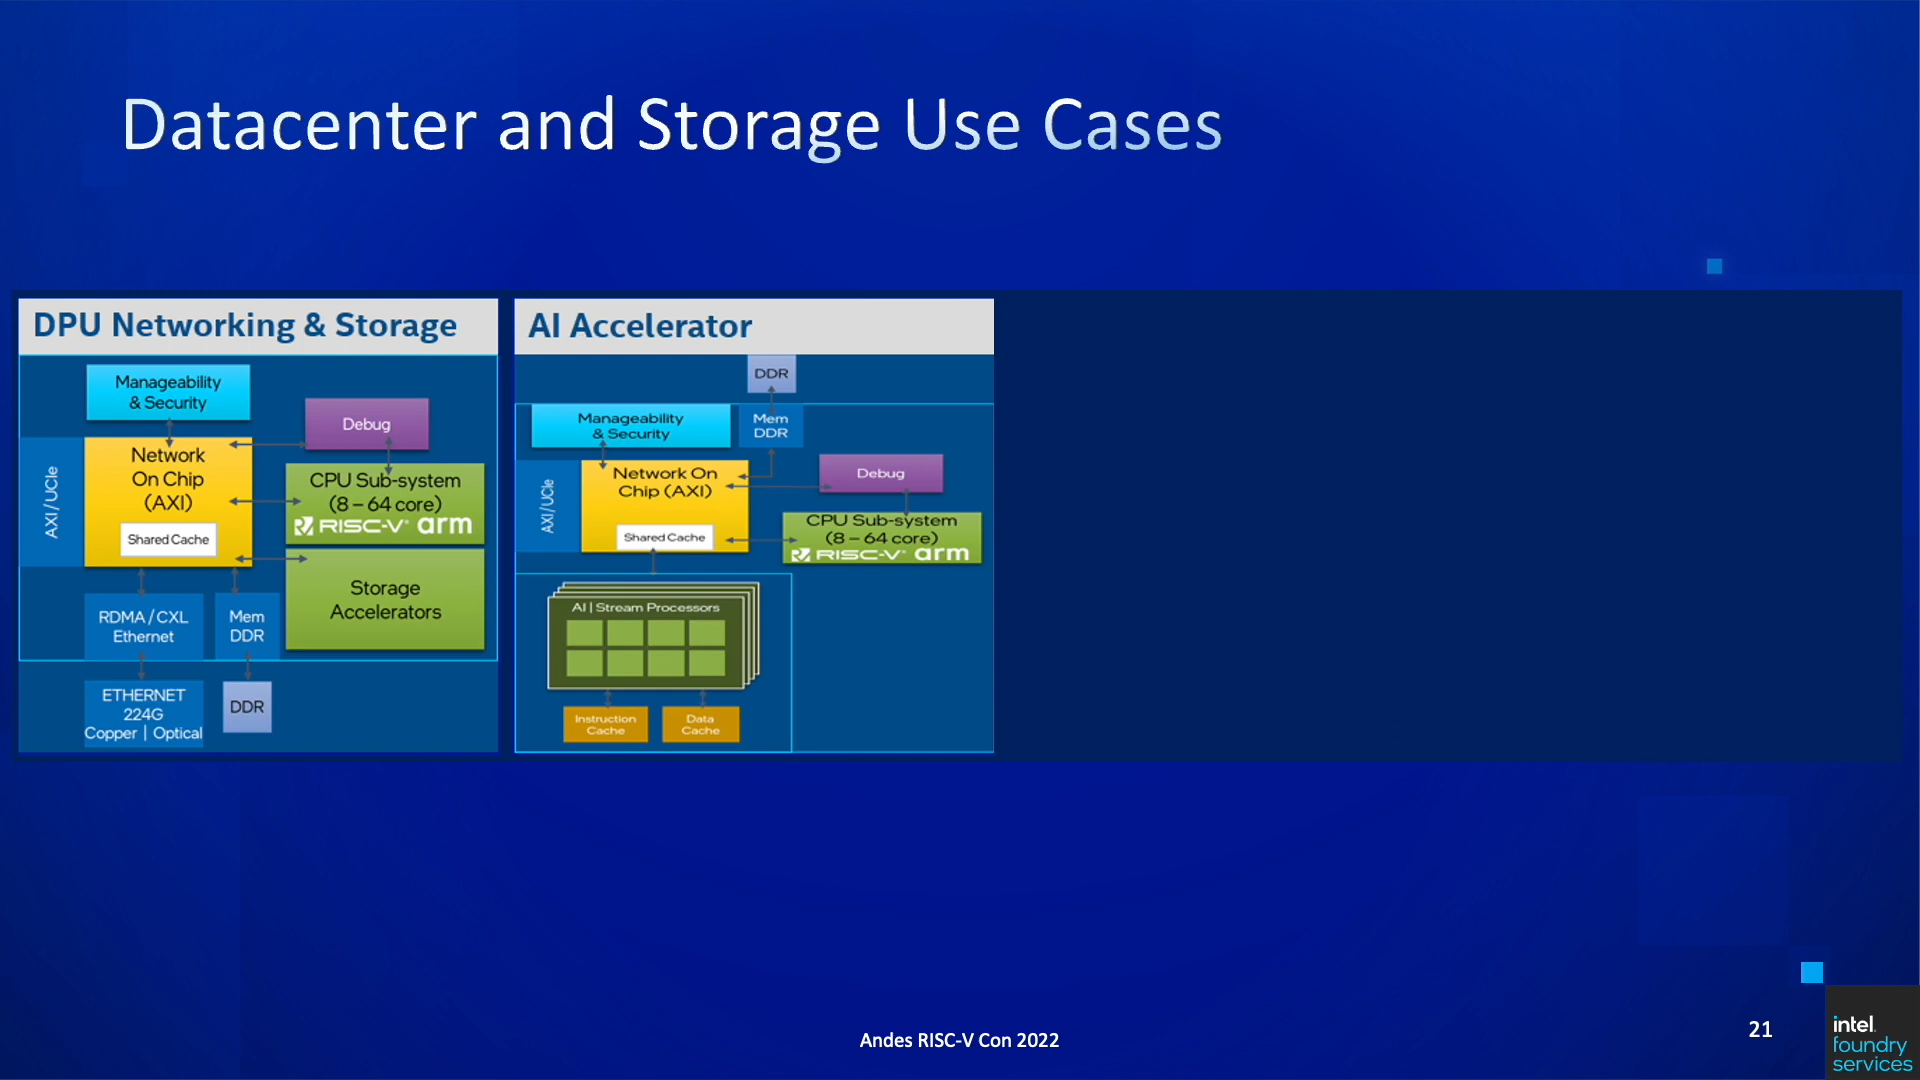 Datacenter and Storage Use Cases
DPU Networking & Storage
Manageability
& Security
Debug
AXI/UCIe
Network
On Chip
(AXI)
Shared Cache
CPU Sub-system
(8 – 64 core)
RISC-V® arm
Storage
Accelerators
RDMA/CXL
Ethernet
Mem
DDR
ETHERNET
224G
Copper | Optical
DDR
AI Accelerator
DDR
Manageability
& Security
Mem
DDR
AXI/UCIe
Network On
Chip (AXI)
Shared Cache
Debug
CPU Sub-system
(8 – 64 core)
RISC-V® arm
AI | Stream Processors
Instruction
Cache
Data
Cache
Andes RISC-V Con 2022
21
intel.
foundry
services